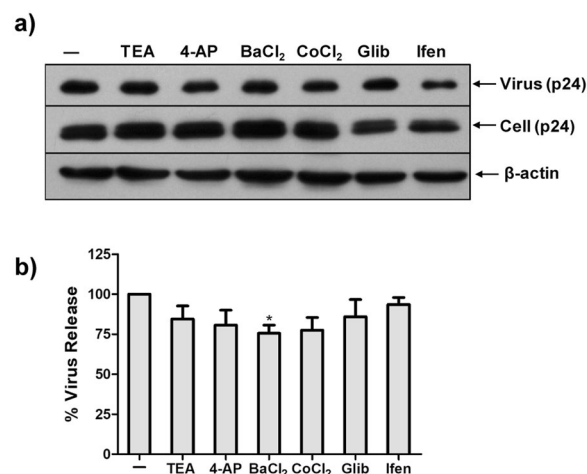 a)
— TEA 4-AP BaCl₂ CoCl₂ Glib Ifen
Virus (p24)
Cell (p24)
β-actin
b)
% Virus Release
125
100
75
50
25
0
*
— TEA 4-AP BaCl₂ CoCl₂ Glib Ifen